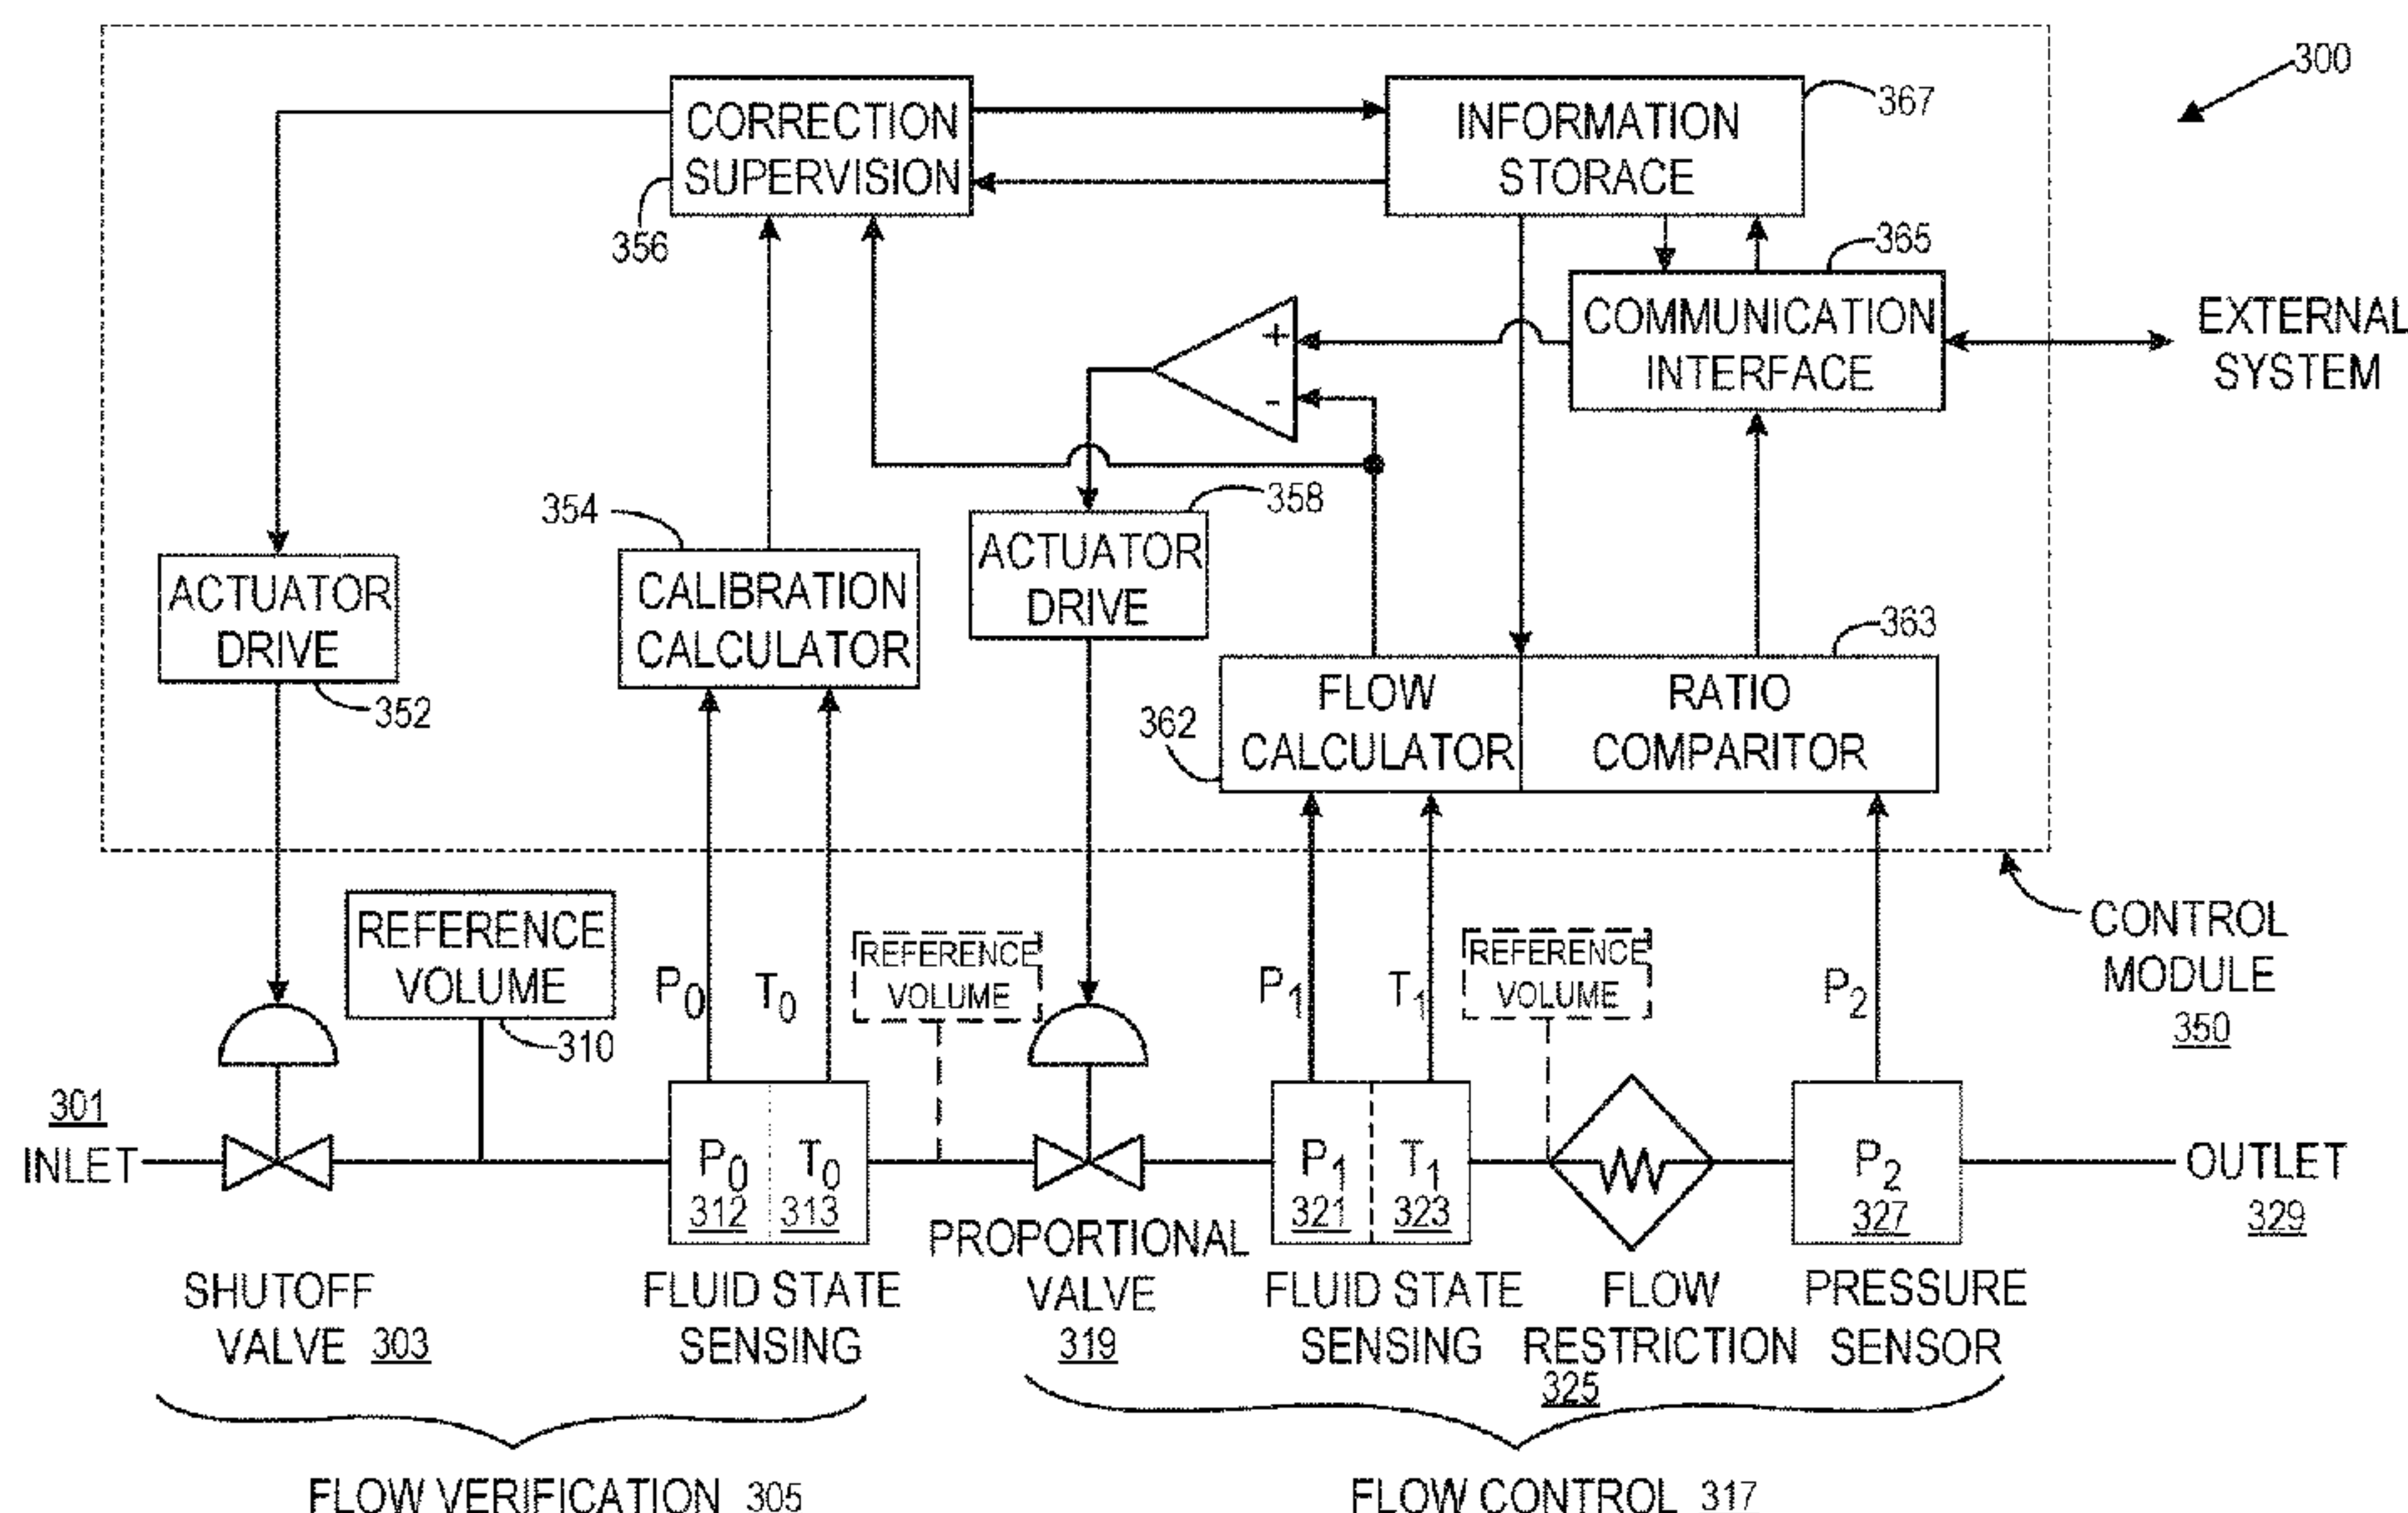 300
CORRECTION
SUPERVISION
356
INFORMATION
STORACE
367
365
COMMUNICATION
INTERFACE
EXTERNAL
SYSTEM
+
-
354
358
ACTUATOR
DRIVE
352
CALIBRATION
CALCULATOR
ACTUATOR
DRIVE
363
FLOW
CALCULATOR
362
RATIO
COMPARITOR
REFERENCE
VOLUME
310
P0
T0
REFERENCE
VOLUME
P1
T1
REFERENCE
VOLUME
P2
CONTROL
MODULE
350
301
INLET
P0
312
T0
313
P1
321
T1
323
P2
327
OUTLET
329
SHUTOFF
VALVE 303
FLUID STATE
SENSING
PROPORTIONAL
VALVE
319
FLUID STATE
SENSING
FLOW
RESTRICTION
325
PRESSURE
SENSOR
FLOW VERIFICATION 305
FLOW CONTROL 317